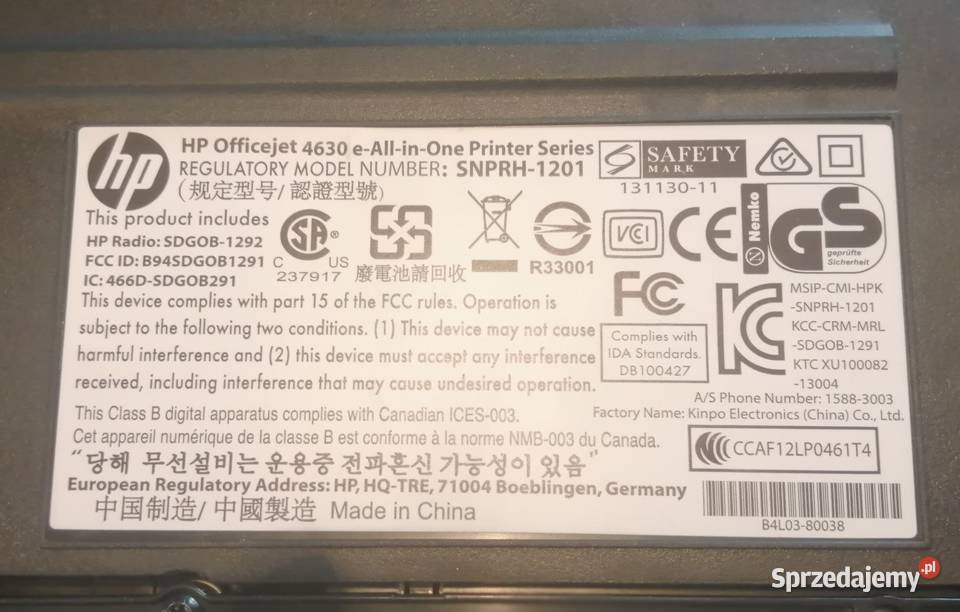 hp
HP Officejet 4630 e-All-in-One Printer Series
REGULATORY MODEL NUMBER: SNPRH-1201
(规定型号/ 認證型號)
SAFETY
MARK
131130-11
This product includes
HP Radio: SDGOB-1292
FCC ID: B94SDGOB1291
IC: 466D-SDGOB291
SA ®
C US
237917
廢電池請回收
R33001
VCI
CE
N Nemko
GS
geprüfte
Sicherheit
FC
This device complies with part 15 of the FCC rules. Operation is
subject to the following two conditions. (1) This device may not cause
harmful interference and (2) this device must accept any interference
received, including interference that may cause undesired operation.
Complies with
IDA Standards.
DB100427
KC
MSIP-CMI-HPK
-SNPRH-1201
KCC-CRM-MRL
-SDGOB-1291
KTC XU100082
-13004
A/S Phone Number: 1588-3003
Factory Name: Kinpo Electronics (China) Co., Ltd.
This Class B digital apparatus complies with Canadian ICES-003.
Cet appareil numérique de la classe B est conforme à la norme NMB-003 du Canada.
CCAF12LP0461T4
"당해 무선설비는 운용중 전파혼신 가능성이 있음"
European Regulatory Address: HP, HQ-TRE, 71004 Boeblingen, Germany
中国制造/ 中國製造 Made in China
B4L03-80038
Sprzedajemy.pl